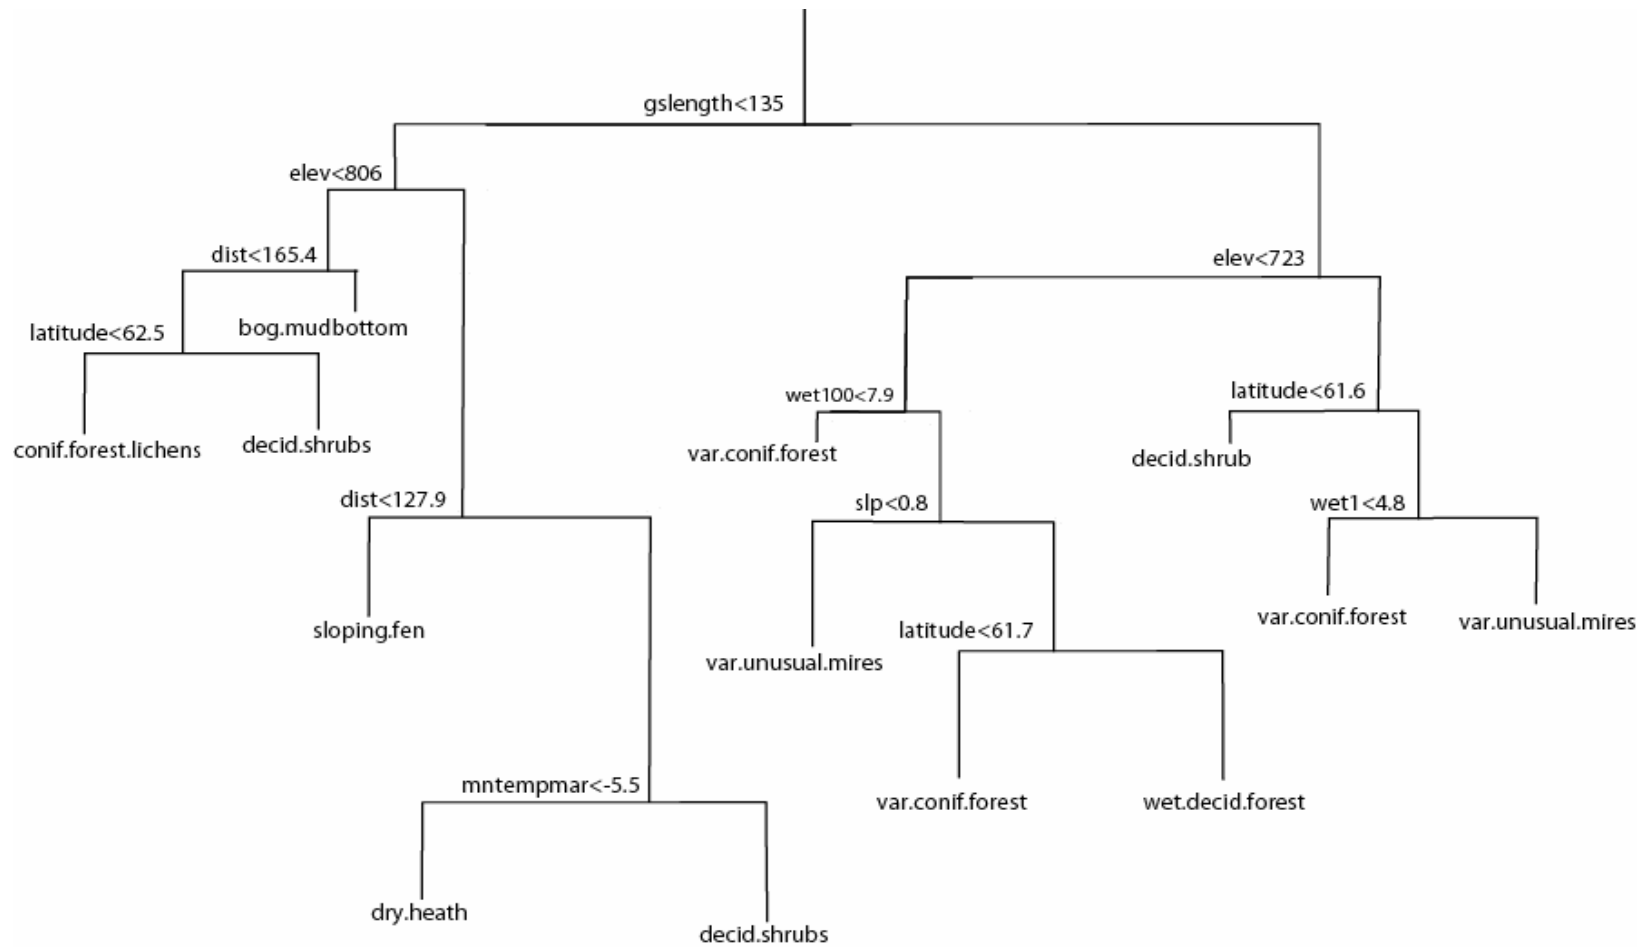 gslength<135
elev<806
dist<165.4
elev<723
bog.mudbottom
latitude<62.5
wet100<7.9
latitude<61.6
conif.forest.lichens
decid.shrubs
var.conif.forest
decid.shrub
dist<127.9
slp<0.8
wet1<4.8
sloping.fen
latitude<61.7
var.conif.forest
var.unusual.mires
var.unusual.mires
mntempmar<-5.5
var.conif.forest
wet.decid.forest
dry.heath
decid.shrubs